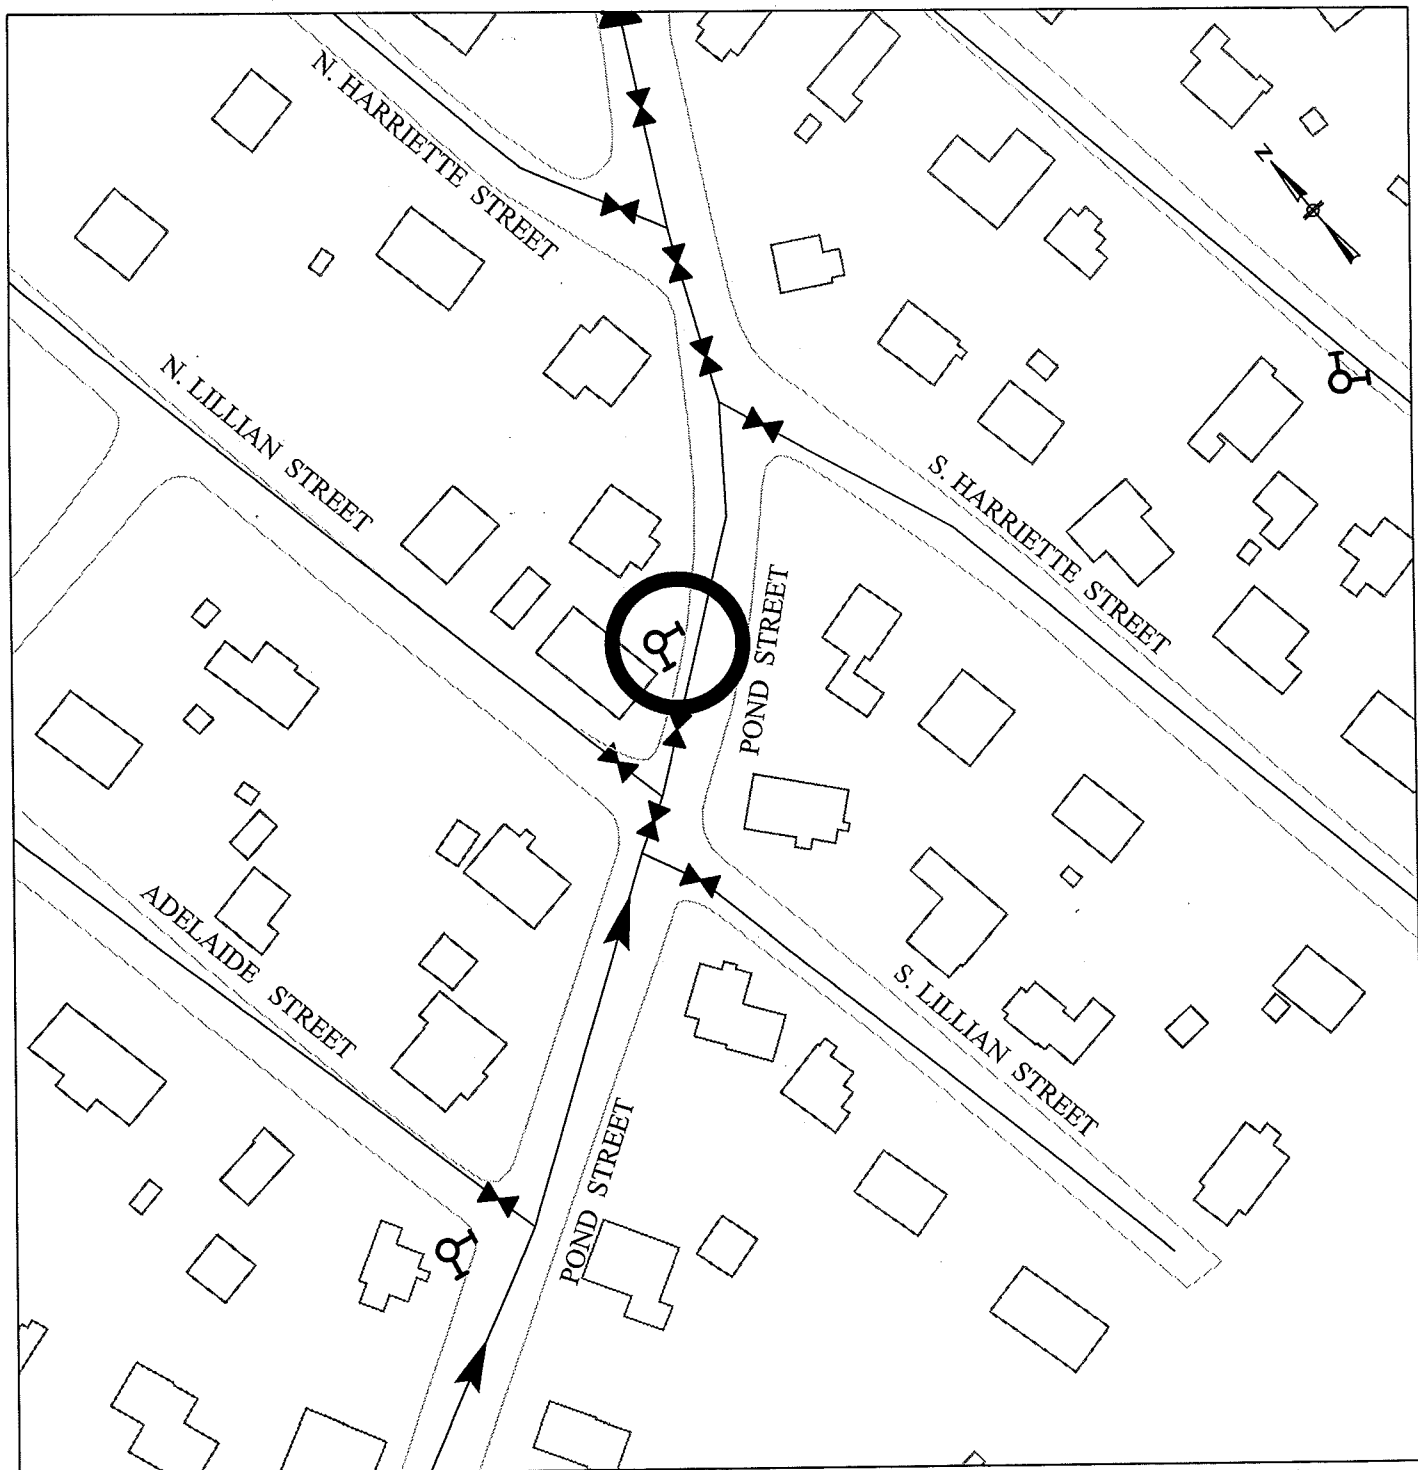 N. HARRIETTE STREET
Z
N. LILLIAN STREET
S. HARRIETTE STREET
POND STREET
ADELAIDE STREET
S. LILLIAN STREET
POND STREET